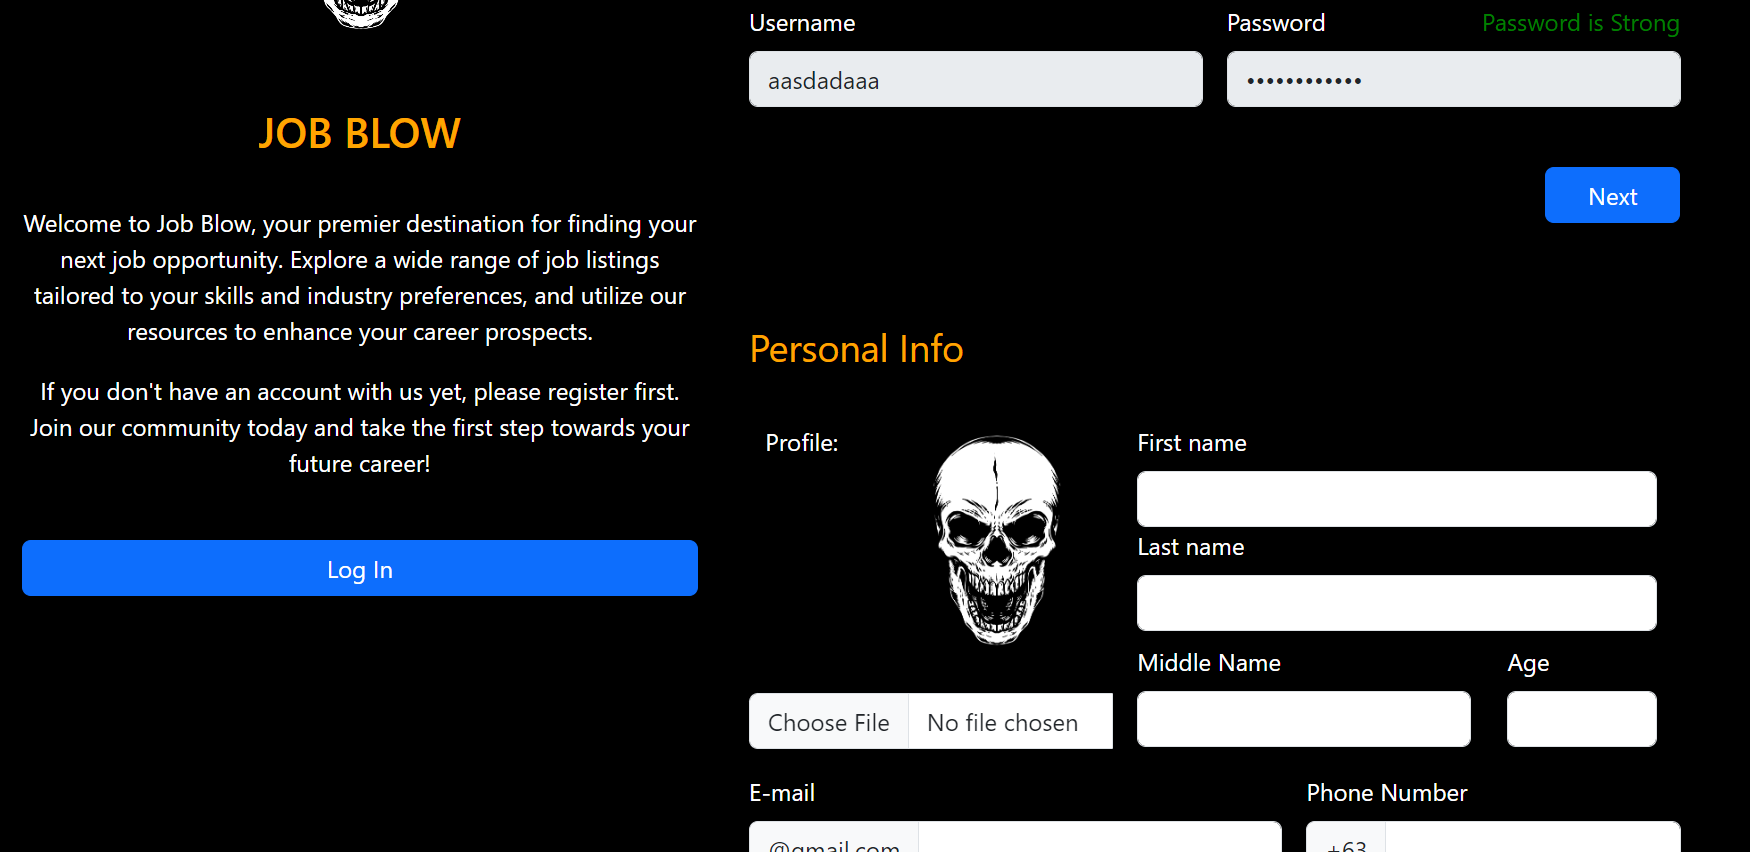 JOB BLOW
Welcome to Job Blow, your premier destination for finding your
next job opportunity. Explore a wide range of job listings
tailored to your skills and industry preferences, and utilize our
resources to enhance your career prospects.
If you don't have an account with us yet, please register first.
Join our community today and take the first step towards your
future career!
Log In
Username
Password
Password is Strong
aasdadaaa
••••••••••••
Next
Personal Info
Profile:
First name
Last name
Middle Name
Age
Choose File
No file chosen
E-mail
Phone Number
@gmail.com
+63